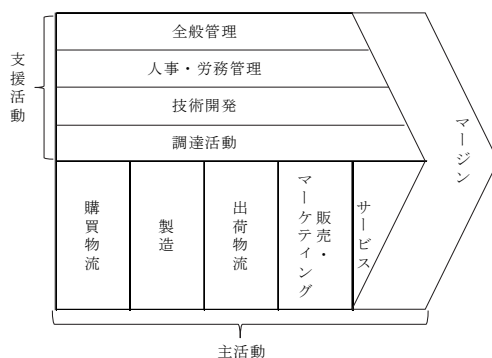 支援活動
全般管理
人事・労務管理
技術開発
調達活動
マージン
購買物流
製造
出荷物流
販売・
マーケティング
サービス
主活動